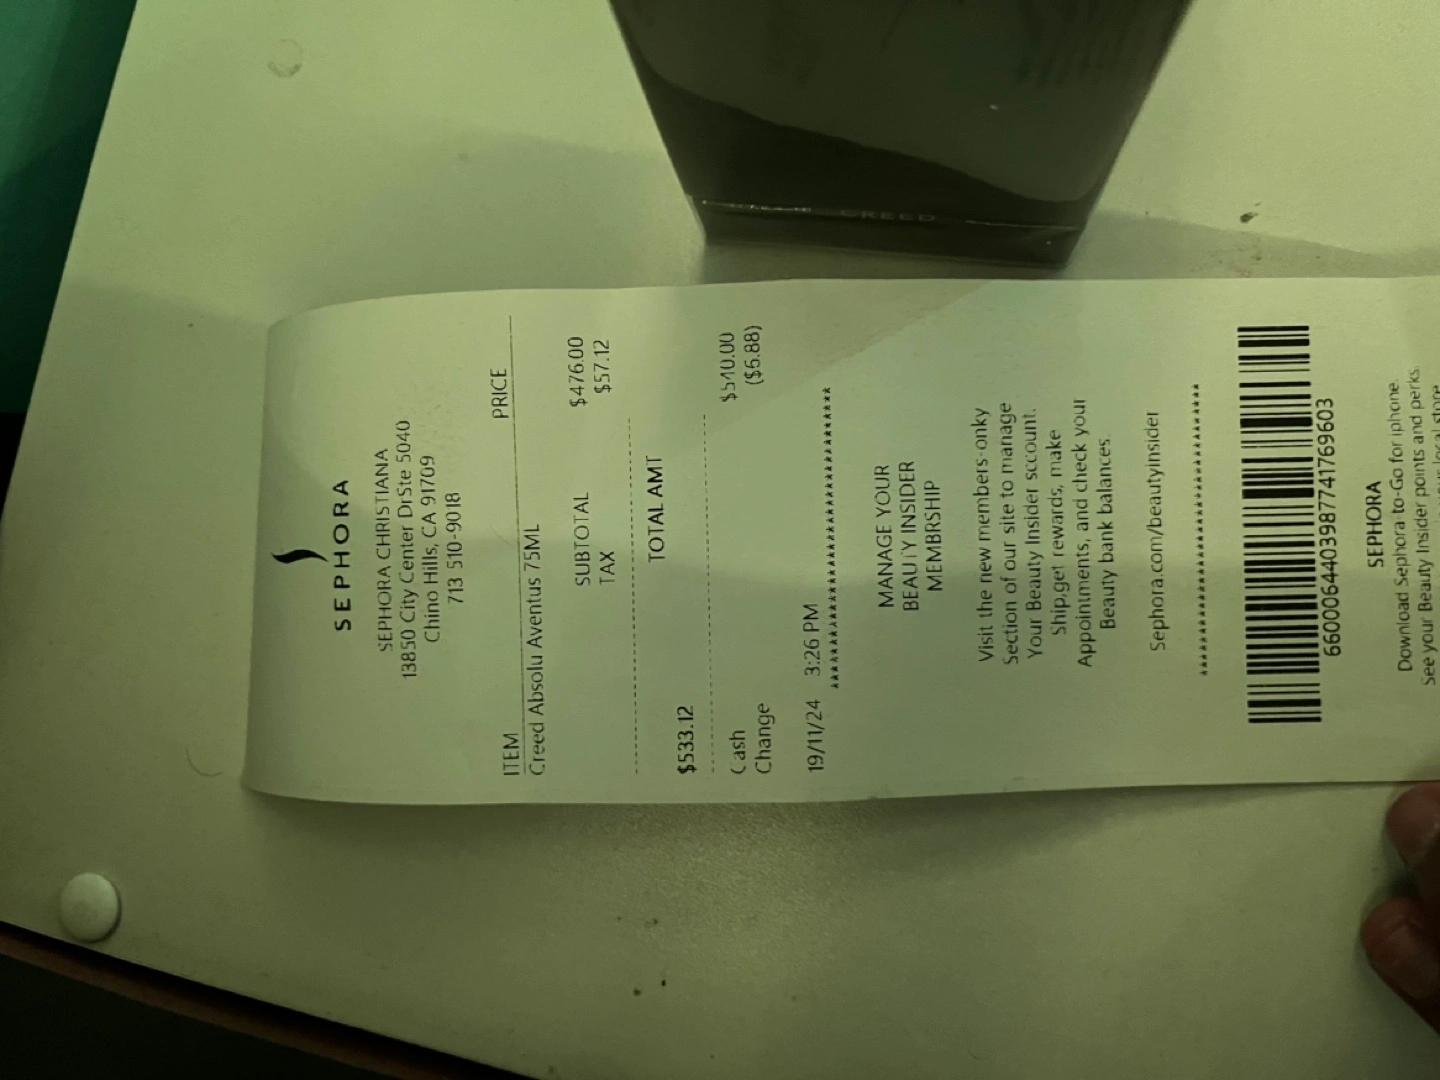 SEPHORA
SEPHORA CHRISTIANA
13850 City Center DrSte 5040
Chino Hills, CA 91709
713 510-9018
ITEM PRICE
Creed Absolu Aventus 75ML
SUBTOTAL $476.00
TAX $57.12
TOTAL AMT
$533.12
Cash $540.00
Change ($6.88)
19/11/24 3:26 PM
MANAGE YOUR
BEAUTY INSIDER
MEMBRSHIP
Visit the new members-onky
Section of our site to manage
Your Beauty Insider sccount.
Ship,get rewards, make
Appointments, and check your
Beauty bank balances.
Sephora.com/beautyinsider
6600064403987741769603
SEPHORA
Download Sephora-to-Go for iphone.
See your Beauty Insider points and perks.
local store
CREED